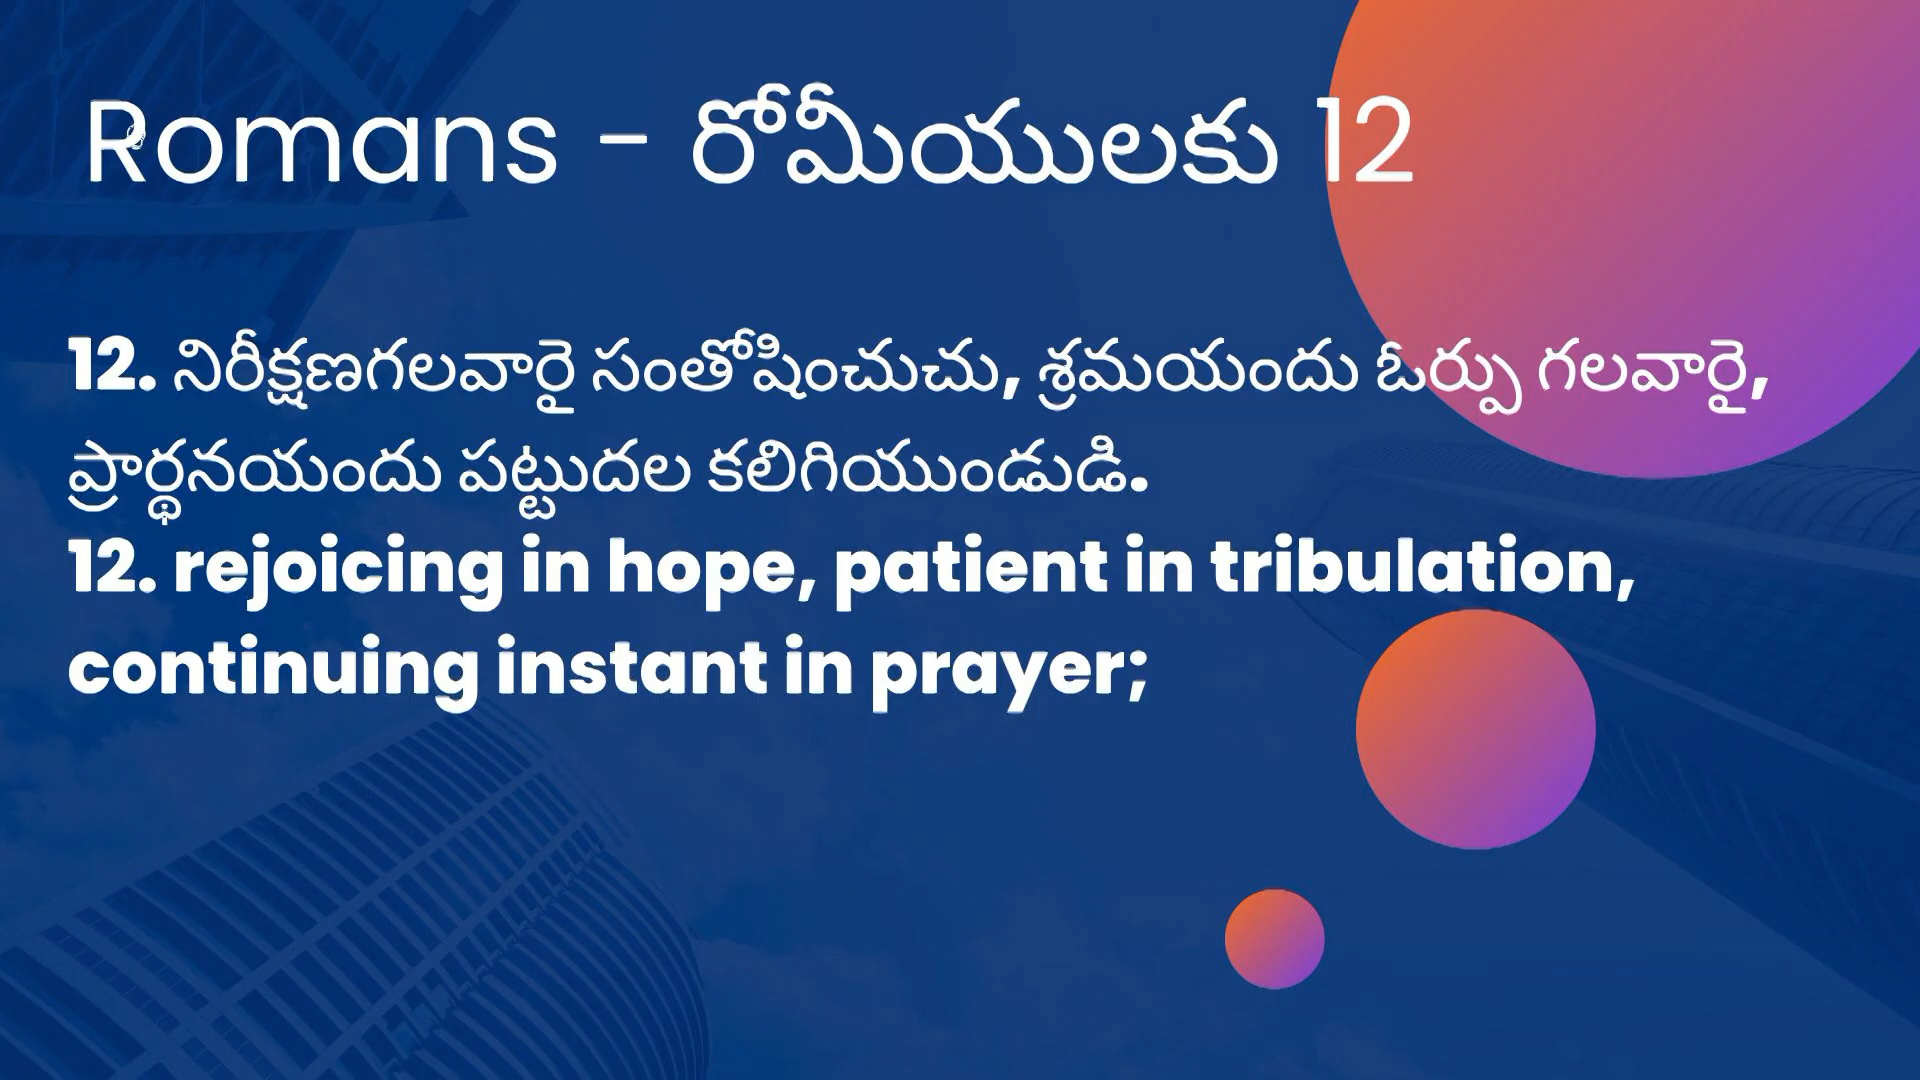 Romans - రోమీయులకు 12
12. నిరీక్షణగలవారై సంతోషించుచు, శ్రమయందు ఓర్పు గలవారై,
ప్రార్థనయందు పట్టుదల కలిగియుండుడి.
12. rejoicing in hope, patient in tribulation,
continuing instant in prayer;